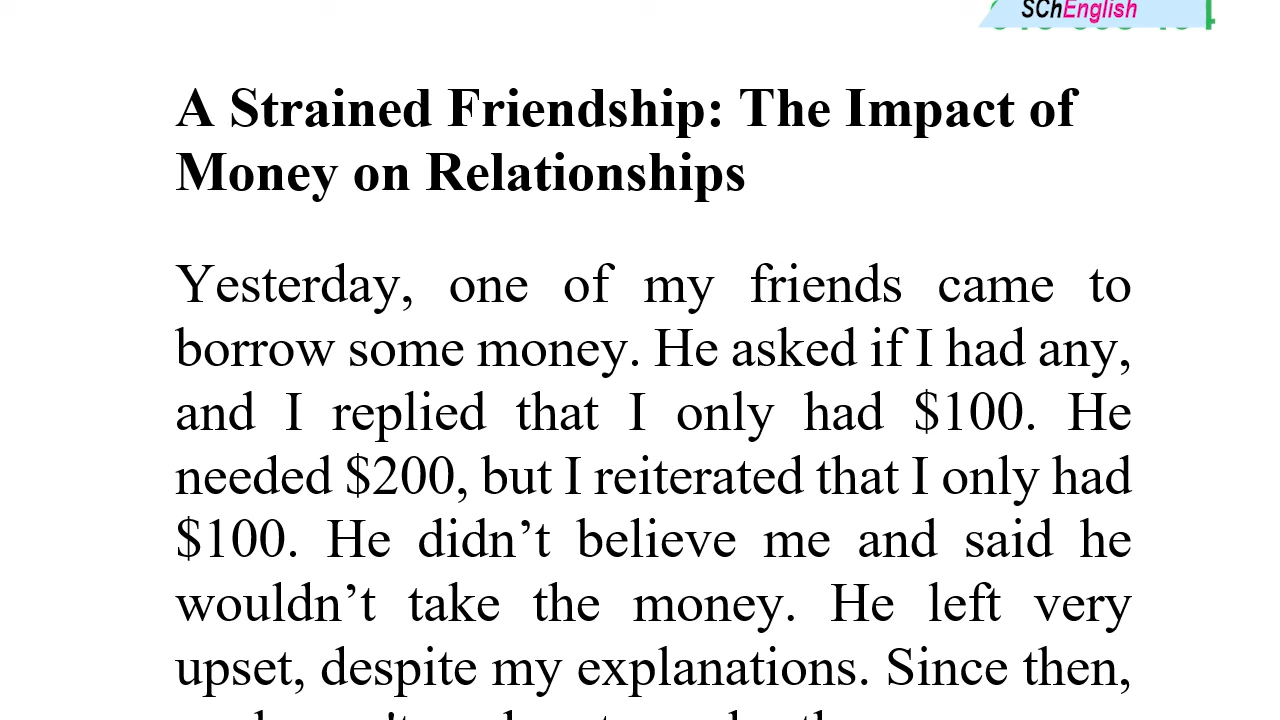 SChEnglish
A Strained Friendship: The Impact of
Money on Relationships
Yesterday, one of my friends came to
borrow some money. He asked if I had any,
and I replied that I only had $100. He
needed $200, but I reiterated that I only had
$100. He didn’t believe me and said he
wouldn’t take the money. He left very
upset, despite my explanations. Since then,